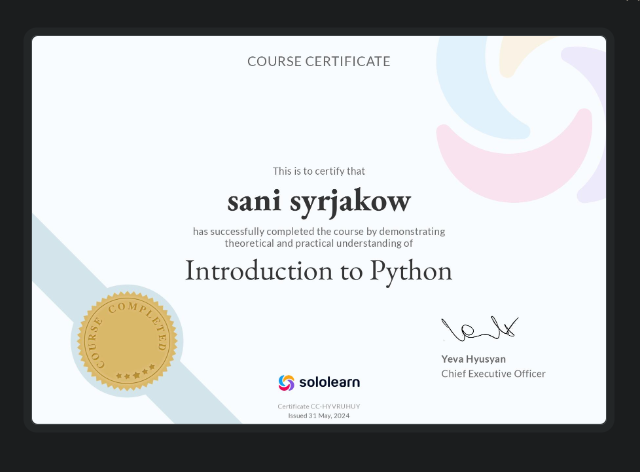 COURSE CERTIFICATE
This is to certify that
sani syrjakow
has successfully completed the course by demonstrating
theoretical and practical understanding of
Introduction to Python
COURSE COMPLETED
Yeva Hyusyan
Chief Executive Officer
sololearn
Certificate CC-HYVRUHUY
Issued 31 May, 2024